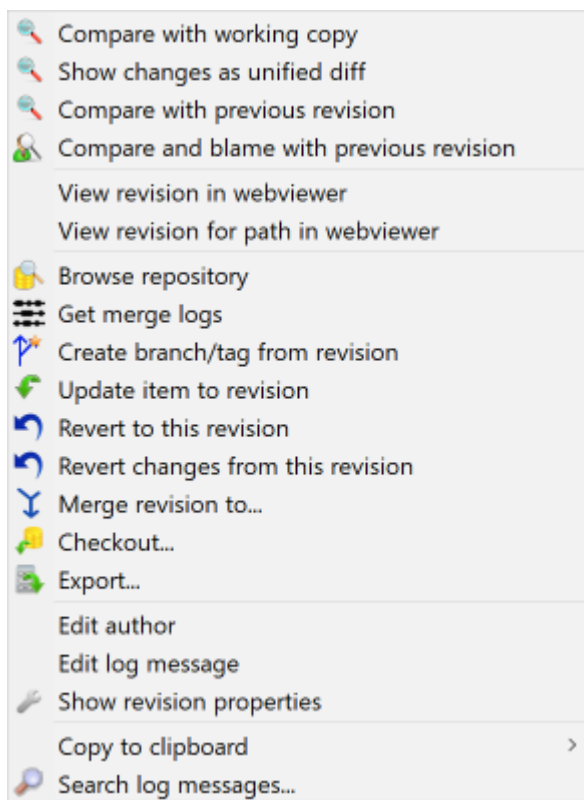 Compare with working copy
Show changes as unified diff
Compare with previous revision
Compare and blame with previous revision
View revision in webviewer
View revision for path in webviewer
Browse repository
Get merge logs
Create branch/tag from revision
Update item to revision
Revert to this revision
Revert changes from this revision
Merge revision to...
Checkout...
Export...
Edit author
Edit log message
Show revision properties
Copy to clipboard
Search log messages...